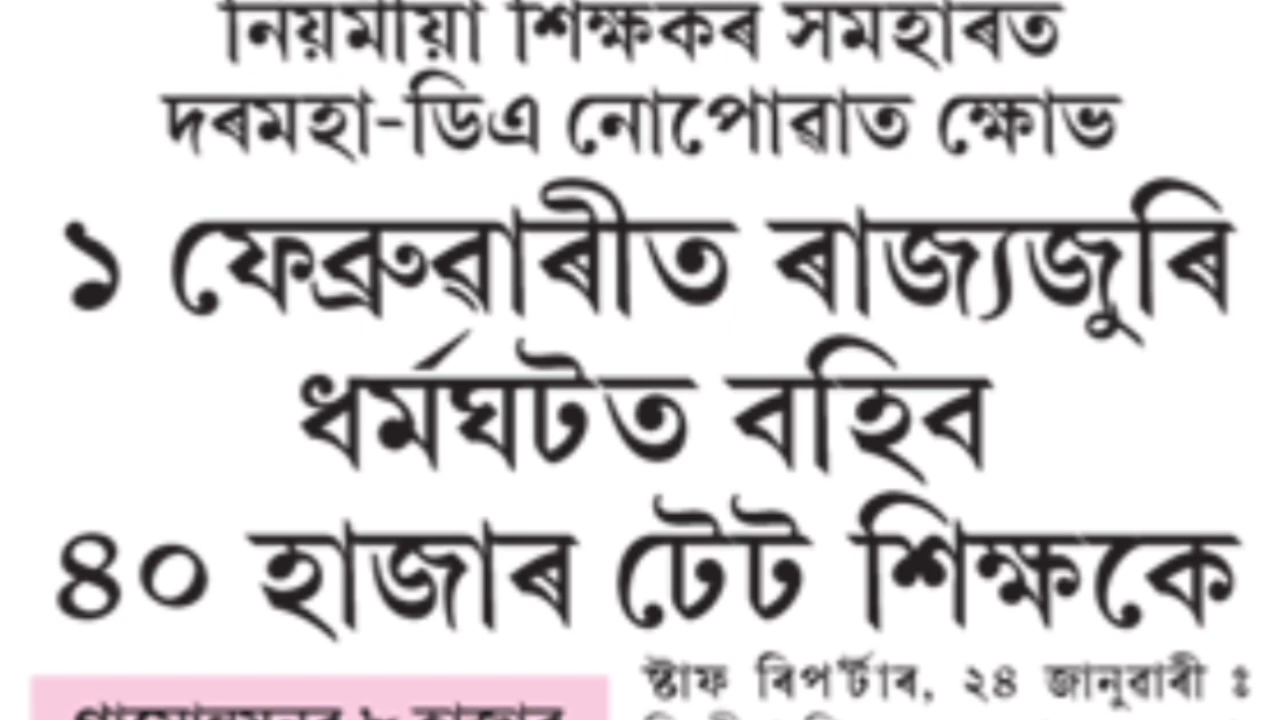 নিয়মীয়া শিক্ষকৰ সমহাৰত
দৰমহা-ডিএ নোপোৱাত ক্ষোভ
১ ফেব্ৰুৱাৰীত ৰাজ্যজুৰি
ধৰ্মঘটত বহিব
৪০ হাজাৰ টেট শিক্ষকে
ষ্টাফ ৰিপৰ্টাৰ, ২৪ জানুৱাৰী ঃ